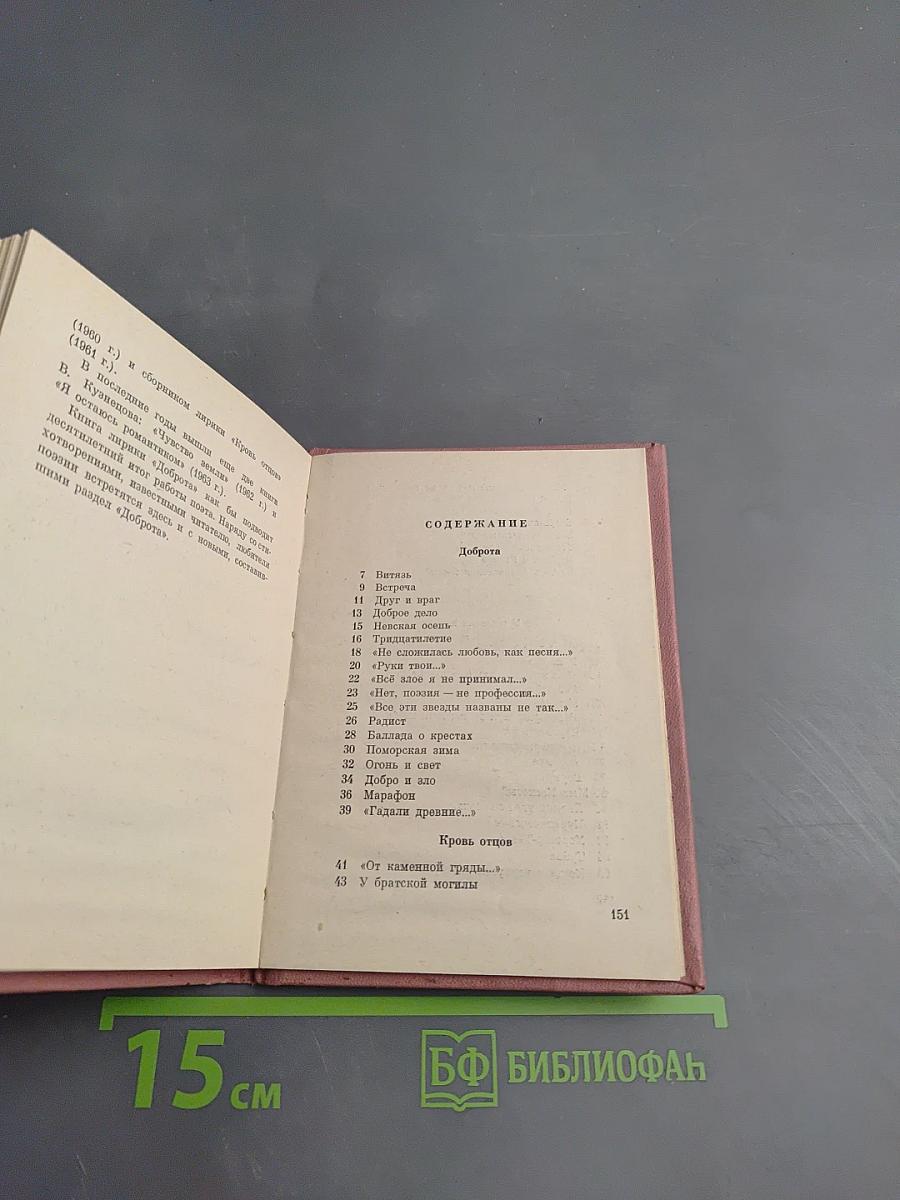 (1960 г.) и сборником лирики «Кровь отцов»
(1961 г.).
В последние годы вышли еще две книги
В. Кузнецова: «Чувство земли» (1962 г.) и
«Я остаюсь романтиком» (1963 г.).
Книга лирики «Доброта» как бы подводит
десятилетний итог работы поэта. Наряду со сти-
хотворениями, известными читателю, любители
поэзии встретятся здесь и с новыми, составив-
шими раздел «Доброта».
СОДЕРЖАНИЕ
Доброта
7 Витязь
9 Встреча
11 Друг и враг
13 Доброе дело
15 Невская осень
16 Тридцатилетие
18 «Не сложилась любовь, как песня...»
20 «Руки твои...»
22 «Всё злое я не принимал...»
23 «Нет, поэзия — не профессия...»
25 «Все эти звезды названы не так...»
26 Радист
28 Баллада о крестах
30 Поморская зима
32 Огонь и свет
34 Добро и зло
36 Марафон
39 «Гадали древние...»
Кровь отцов
41 «От каменной гряды...»
43 У братской могилы
151
15 см
БФ БИБЛИОФАҺ